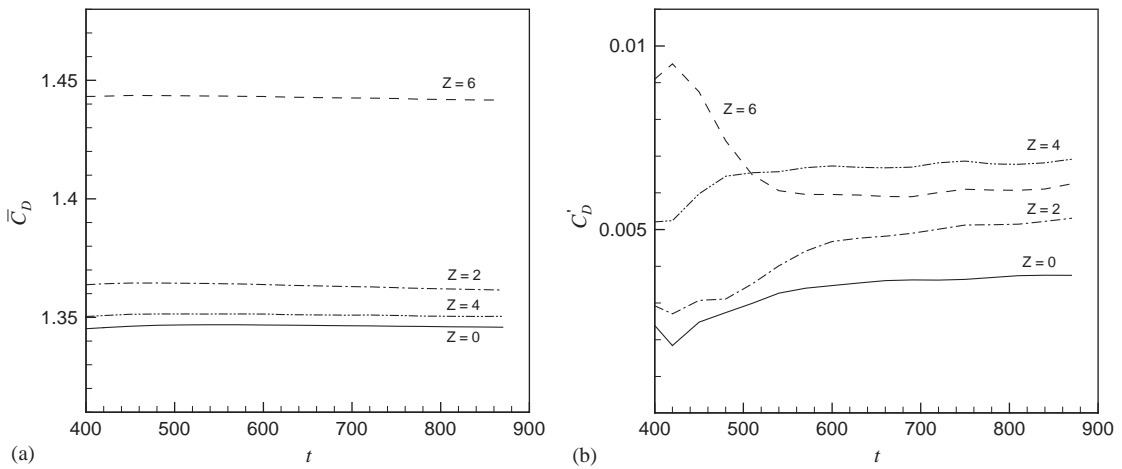 1.45
1.4
1.35
C̅_D
Z = 6
Z = 2
Z = 4
Z = 0
400 500 600 700 800 900
t
(a)
0.01
0.005
C'_D
Z = 6
Z = 4
Z = 2
Z = 0
400 500 600 700 800 900
t
(b)